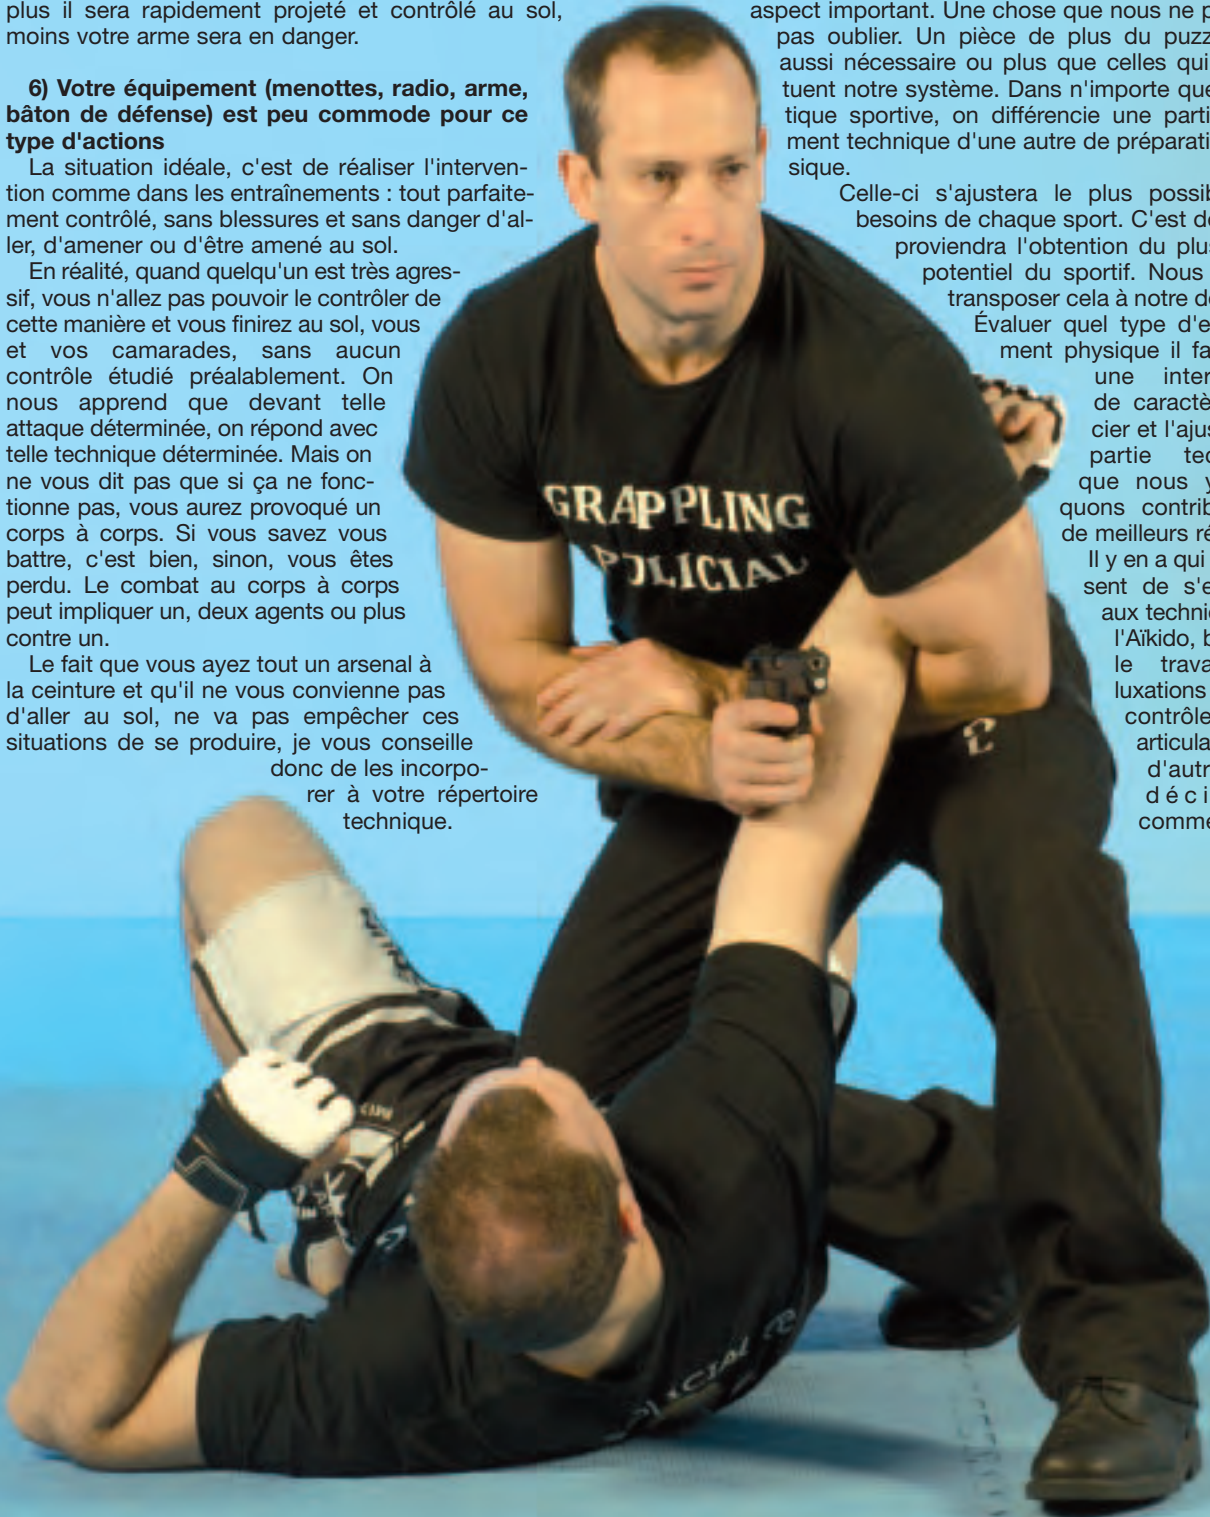 plus il sera rapidement projeté et contrôlé au sol,
moins votre arme sera en danger.
6) Votre équipement (menottes, radio, arme,
bâton de défense) est peu commode pour ce
type d'actions
La situation idéale, c'est de réaliser l'interven-
tion comme dans les entraînements : tout parfaite-
ment contrôlé, sans blessures et sans danger d'al-
ler, d'amener ou d'être amené au sol.
En réalité, quand quelqu'un est très agres-
sif, vous n'allez pas pouvoir le contrôler de
cette manière et vous finirez au sol, vous
et vos camarades, sans aucun
contrôle étudié préalablement. On
nous apprend que devant telle
attaque déterminée, on répond avec
telle technique déterminée. Mais on
ne vous dit pas que si ça ne fonc-
tionne pas, vous aurez provoqué un
corps à corps. Si vous savez vous
battre, c'est bien, sinon, vous êtes
perdu. Le combat au corps à corps
peut impliquer un, deux agents ou plus
contre un.
Le fait que vous ayez tout un arsenal à
la ceinture et qu'il ne vous convienne pas
d'aller au sol, ne va pas empêcher ces
situations de se produire, je vous conseille
donc de les incorpo-
rer à votre répertoire
technique.
aspect important. Une chose que nous ne p
pas oublier. Un pièce de plus du puzz
aussi nécessaire ou plus que celles qui
tuent notre système. Dans n'importe que
tique sportive, on différencie une parti
ment technique d'une autre de préparati
sique.
Celle-ci s'ajustera le plus possib
besoins de chaque sport. C'est de
proviendra l'obtention du plus
potentiel du sportif. Nous
transposer cela à notre do
Évaluer quel type d'e
ment physique il fa
une inter
de caractè
cier et l'ajus
partie tec
que nous y
quons contrib
de meilleurs ré
Il y en a qui
sent de s'e
aux techni
l'Aïkido, b
le trava
luxations
contrôle
articula
d'autr
déci
comme
GRAPPLING
POLICIAL